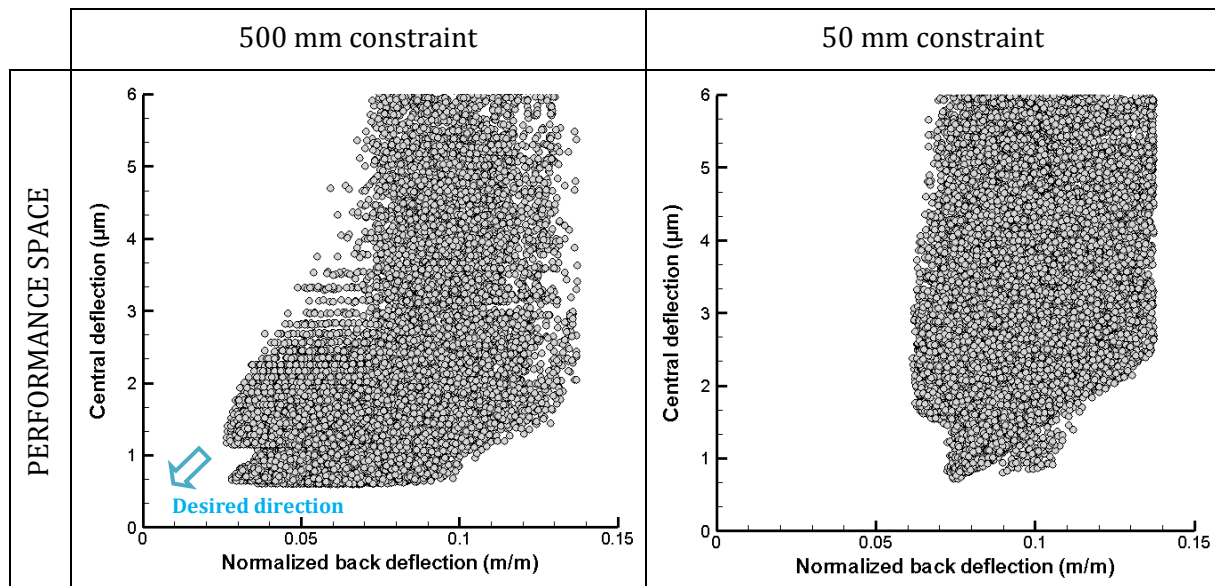 500 mm constraint
50 mm constraint
PERFORMANCE SPACE
Central deflection (µm)
6
5
4
3
2
1
0
0
0.05
0.1
0.15
Normalized back deflection (m/m)
Desired direction
Central deflection (µm)
6
5
4
3
2
1
0
0
0.05
0.1
0.15
Normalized back deflection (m/m)